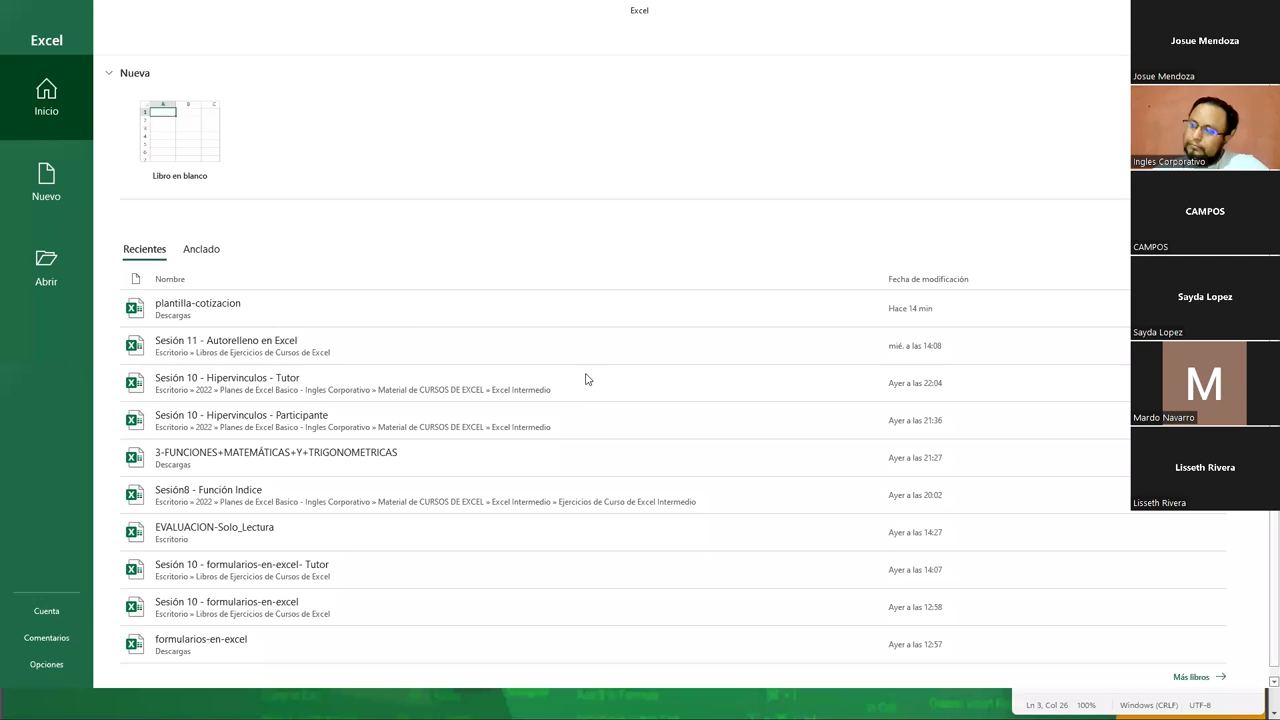 Excel
Excel
Inicio
Nuevo
Abrir
Cuenta
Comentarios
Opciones
Nueva
A B C
1
2
3
4
5
6
7
Libro en blanco
Recientes Anclado
Nombre Fecha de modificación
plantilla-cotizacion
Descargas
Hace 14 min
Sesión 11 - Autorelleno en Excel
Escritorio » Libros de Ejercicios de Cursos de Excel
mié. a las 14:08
Sesión 10 - Hipervinculos - Tutor
Escritorio » 2022 » Planes de Excel Basico - Ingles Corporativo » Material de CURSOS DE EXCEL » Excel Intermedio
Ayer a las 22:04
Sesión 10 - Hipervinculos - Participante
Escritorio » 2022 » Planes de Excel Basico - Ingles Corporativo » Material de CURSOS DE EXCEL » Excel Intermedio
Ayer a las 21:36
3-FUNCIONES+MATEMÁTICAS+Y+TRIGONOMETRICAS
Descargas
Ayer a las 21:27
Sesión8 - Función Indice
Escritorio » 2022 » Planes de Excel Basico - Ingles Corporativo » Material de CURSOS DE EXCEL » Excel Intermedio » Ejercicios de Curso de Excel Intermedio
Ayer a las 20:02
EVALUACION-Solo_Lectura
Escritorio
Ayer a las 14:27
Sesión 10 - formularios-en-excel- Tutor
Escritorio » Libros de Ejercicios de Cursos de Excel
Ayer a las 14:07
Sesión 10 - formularios-en-excel
Escritorio » Libros de Ejercicios de Cursos de Excel
Ayer a las 12:58
formularios-en-excel
Descargas
Ayer a las 12:57
Más libros
Josue Mendoza
Josue Mendoza
Ingles Corporativo
CAMPOS
CAMPOS
Sayda Lopez
Sayda Lopez
M
Mardo Navarro
Lisseth Rivera
Lisseth Rivera
Ln 3, Col 26 100% Windows (CRLF) UTF-8